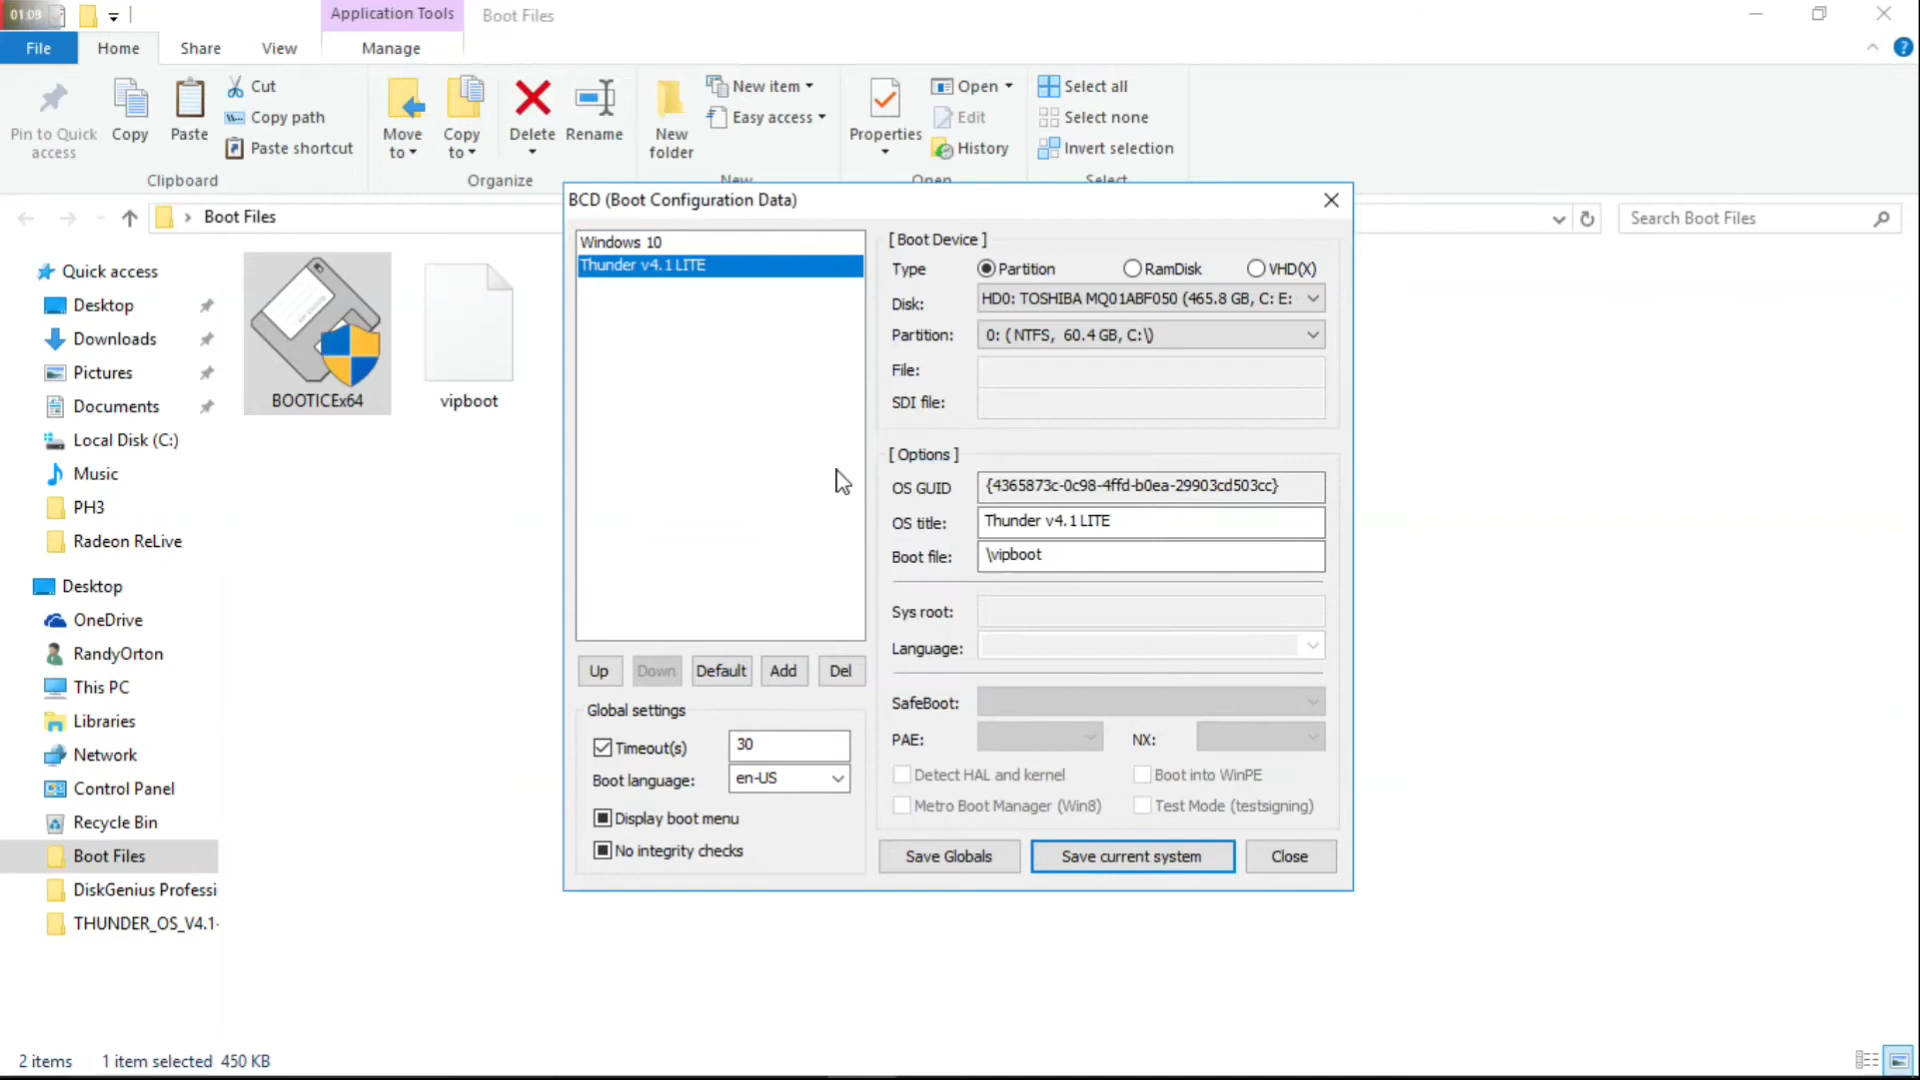 01:09
Application Tools
Boot Files
File
Home
Share
View
Manage
Pin to Quick access
Copy
Paste
Cut
Copy path
Paste shortcut
Clipboard
Move to
Copy to
Delete
Rename
Organize
New folder
New item
Easy access
New
Properties
Open
Edit
History
Open
Select all
Select none
Invert selection
Select
Boot Files
Search Boot Files
Quick access
Desktop
Downloads
Pictures
Documents
Local Disk (C:)
Music
PH3
Radeon ReLive
Desktop
OneDrive
RandyOrton
This PC
Libraries
Network
Control Panel
Recycle Bin
Boot Files
DiskGenius Professi
THUNDER_OS_V4.1-
BOOTICEx64
vipboot
BCD (Boot Configuration Data)
Windows 10
Thunder v4.1 LITE
Up
Down
Default
Add
Del
Global settings
Timeout(s)
30
Boot language:
en-US
Display boot menu
No integrity checks
[ Boot Device ]
Type
Partition
RamDisk
VHD(X)
Disk:
HD0: TOSHIBA MQ01ABF050 (465.8 GB, C: E:
Partition:
0: ( NTFS, 60.4 GB, C:\)
File:
SDI file:
[ Options ]
OS GUID
{4365873c-0c98-4ffd-b0ea-29903cd503cc}
OS title:
Thunder v4.1 LITE
Boot file:
\vipboot
Sys root:
Language:
SafeBoot:
PAE:
NX:
Detect HAL and kernel
Boot into WinPE
Metro Boot Manager (Win8)
Test Mode (testsigning)
Save Globals
Save current system
Close
2 items
1 item selected 450 KB